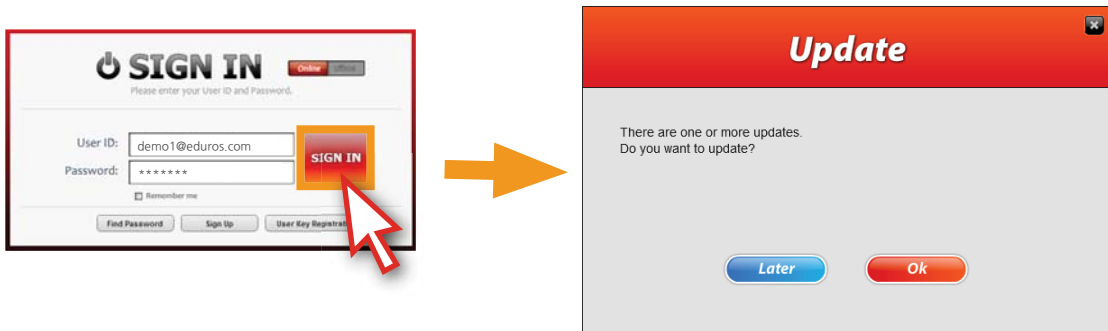 SIGN IN
Online Offline
Please enter your User ID and Password.
User ID: demo1@eduros.com
Password: *******
SIGN IN
Remember me
Find Password Sign Up User Key
Update
There are one or more updates.
Do you want to update?
Later Ok